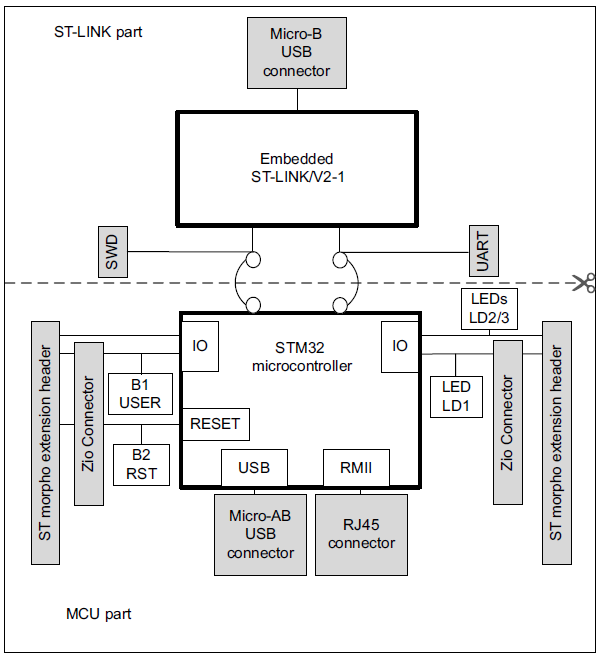 ST-LINK part
Micro-B
USB
connector
Embedded
ST-LINK/V2-1
SWD
UART
LEDs
LD2/3
IO
STM32
microcontroller
IO
ST morpho extension header
Zio Connector
B1
USER
LED
LD1
Zio Connector
ST morpho extension header
RESET
B2
RST
USB
RMII
Micro-AB
USB
connector
RJ45
connector
MCU part